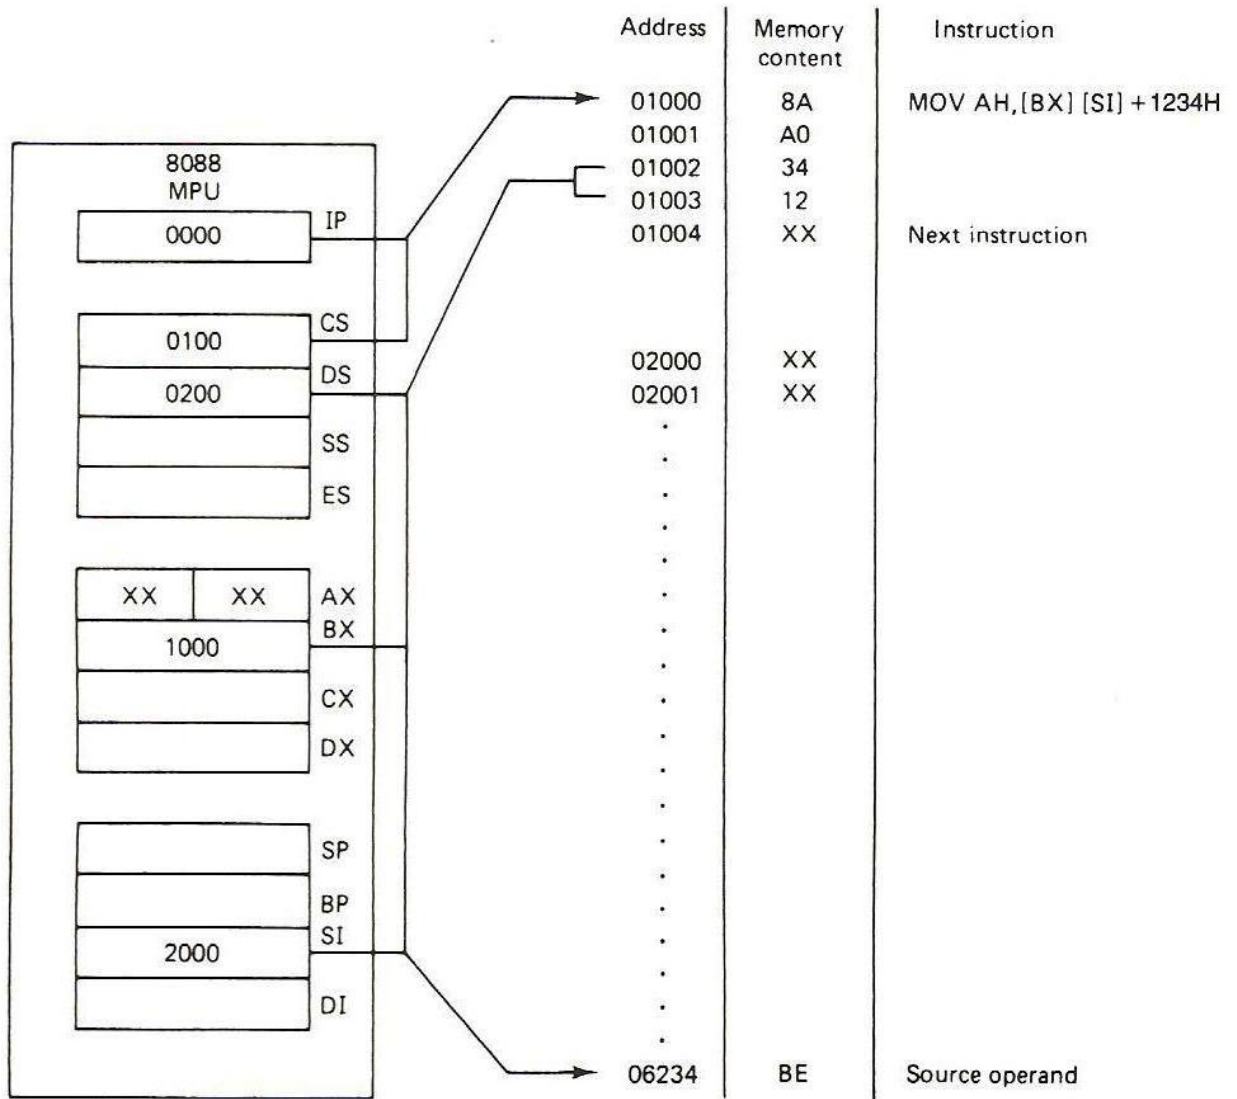 Address Memory content Instruction
01000 8A MOV AH,[BX] [SI] + 1234H
01001 A0
01002 34
01003 12
01004 XX Next instruction
02000 XX
02001 XX
06234 BE Source operand
8088
MPU
0000 IP
0100 CS
0200 DS
SS
ES
XX XX AX
1000 BX
CX
DX
SP
BP
2000 SI
DI